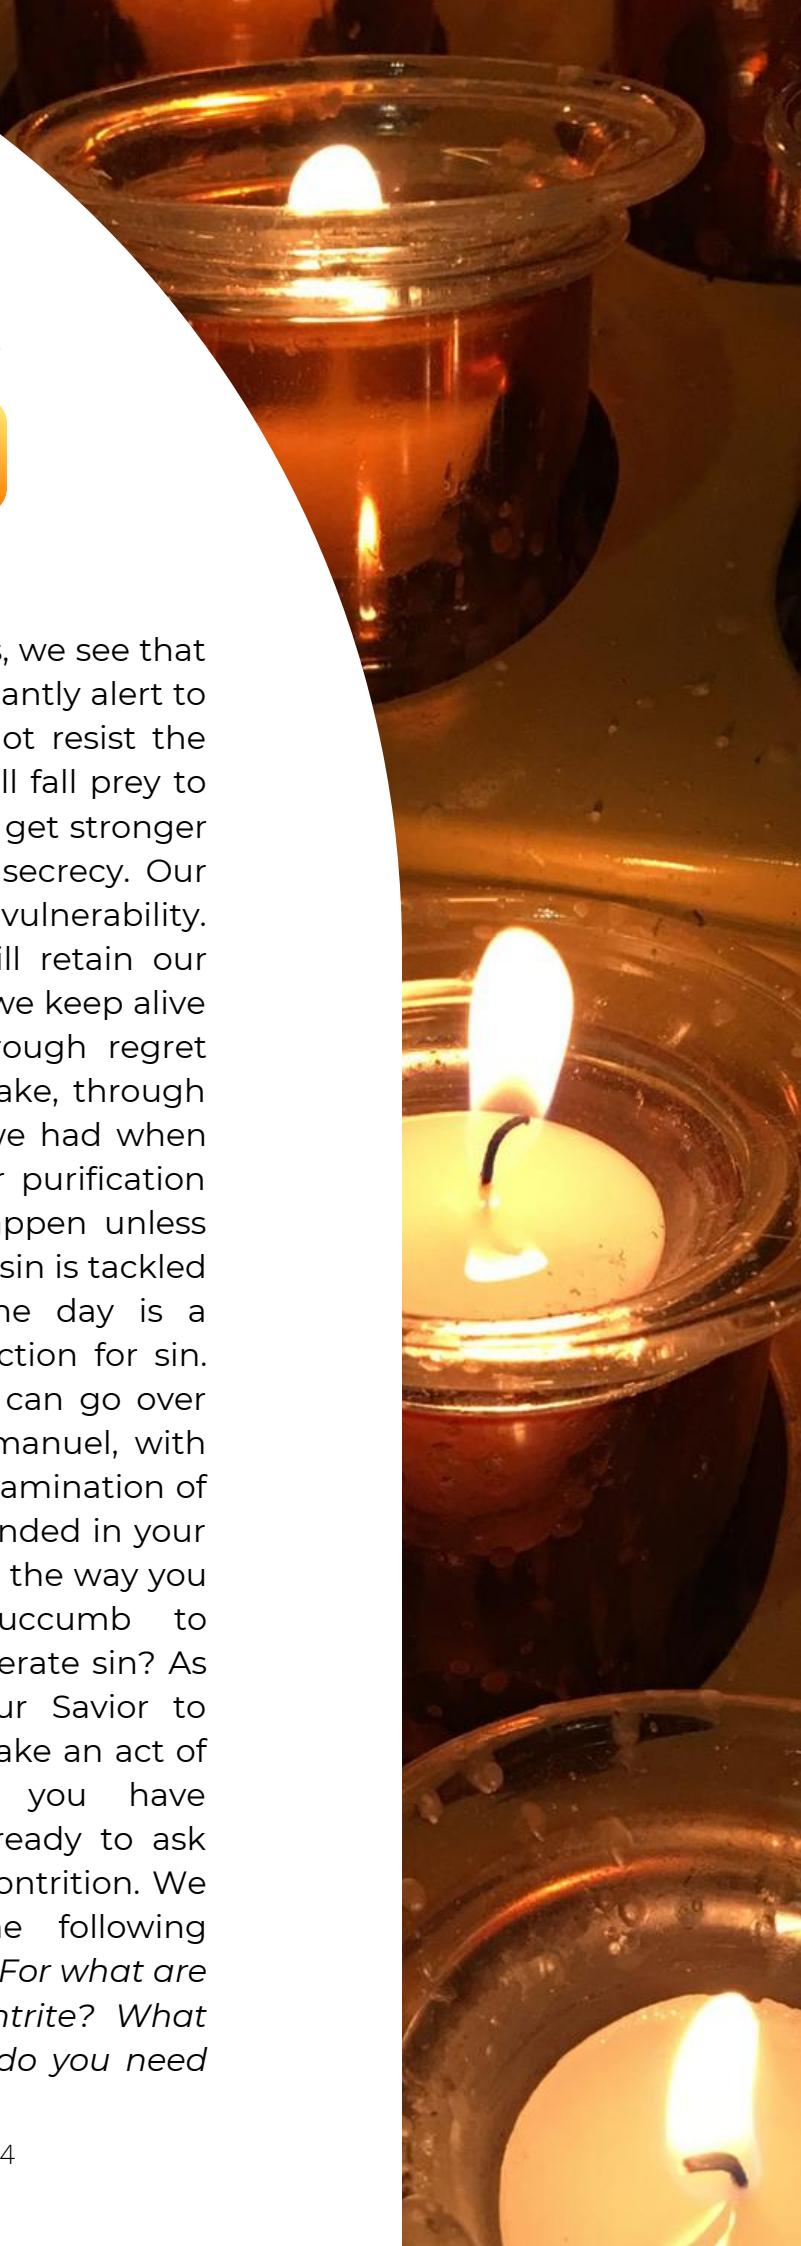 , we see that
antly alert to
ot resist the
ll fall prey to
get stronger
secrecy. Our
vulnerability.
ill retain our
we keep alive
rough regret
ake, through
we had when
r purification
appen unless
sin is tackled
he day is a
ction for sin.
can go over
manuel, with
amination of
nded in your
the way you
uccumb to
erate sin? As
ur Savior to
ake an act of
you have
ready to ask
ontrition. We
he following
For what are
ntrite? What
do you need
4